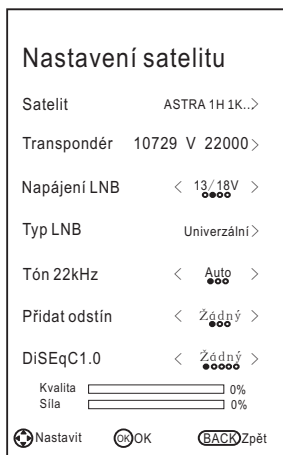 Nastavení satelitu
Satelit ASTRA 1H 1K..>
Transpondér 10729 V 22000>
Napájení LNB < 13/18V >
Typ LNB Univerzální>
Tón 22kHz < Auto >
Přidat odstín < Žádný >
DiSEqC1.0 < Žádný >
Kvalita 0%
Síla 0%
Nastavit OK OK BACK Zpět